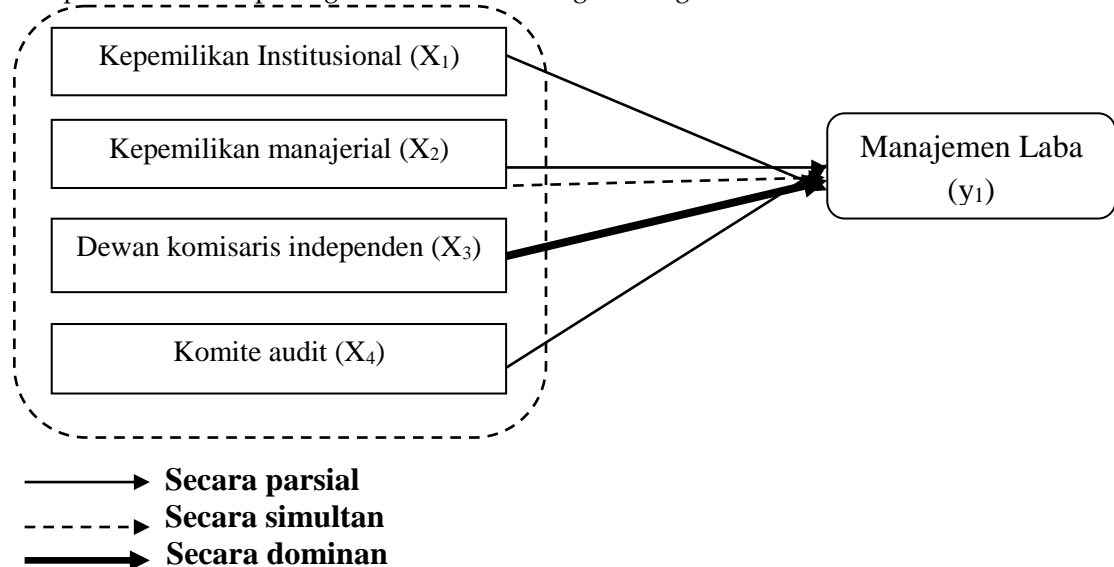 Kepemilikan Institusional (X₁)
Kepemilikan manajerial (X₂)
Manajemen Laba
(y₁)
Dewan komisaris independen (X₃)
Komite audit (X₄)
Secara parsial
Secara simultan
Secara dominan